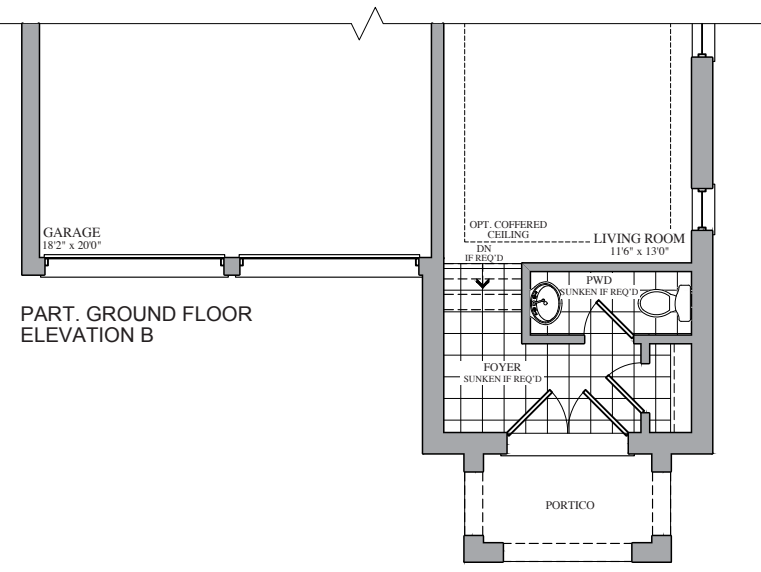 GARAGE
18'2" x 20'0"
OPT. COFFERED
CEILING
DN
IF REQ'D
LIVING ROOM
11'6" x 13'0"
PWD
SUNKEN IF REQ'D
PART. GROUND FLOOR
ELEVATION B
FOYER
SUNKEN IF REQ'D
PORTICO